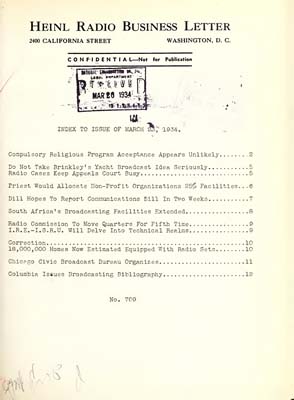 HEINL RADIO BUSINESS LETTER
2400 CALIFORNIA STREET WASHINGTON, D. C.
CONFIDENTIAL—Not for Publication
RECEIVED
MAR 26 1934
INDEX TO ISSUE OF MARCH 1934.
Compulsory Religious Program Acceptance Appears Unlikely.......2
Do Not Take Brinkley's Yacht Broadcast Idea Seriously..........5
Radio Cases Keep Appeals Court Busy............................5
Priest Would Allocate Non-Profit Organizations 25% Facilities...6
Dill Hopes To Report Communications Bill In Two Weeks..........7
South Africa's Broadcasting Facilities Extended................8
Radio Commission To Move Quarters For Fifth Time...............9
I.R.E.-I.S.R.U. Will Delve Into Technical Realms...............9
Correction.....................................................10
18,000,000 Homes Now Estimated Equipped With Radio Sets........10
Chicago Civic Broadcast Bureau Organizes.......................11
Columbia Issues Broadcasting Bibliography......................12
No. 709